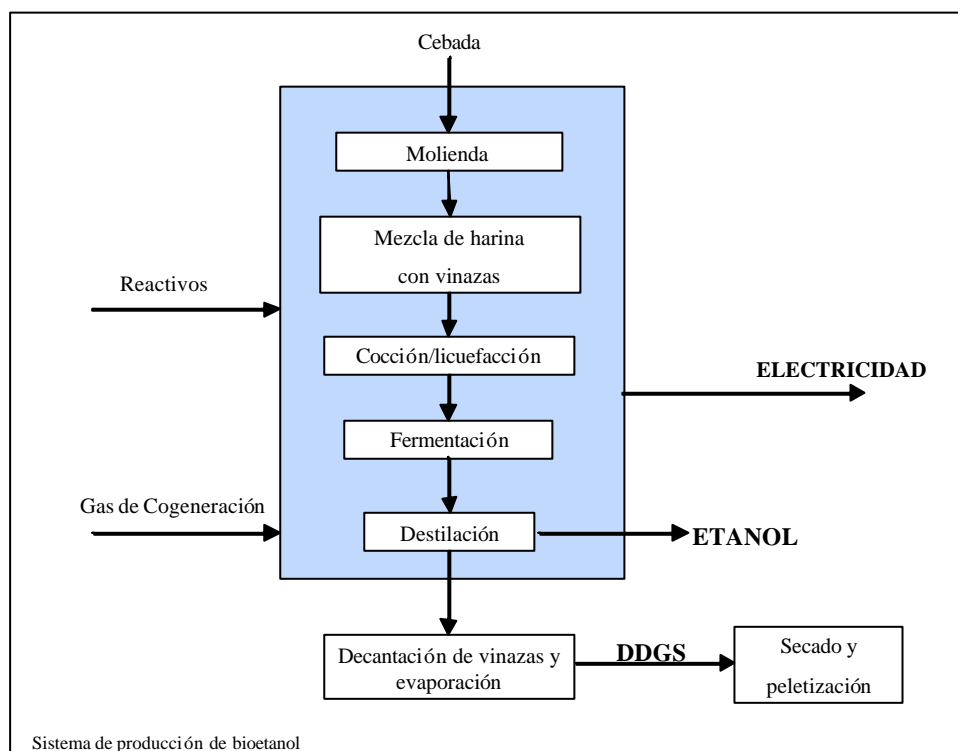 Cebada
Molienda
Mezcla de harina
con vinazas
Reactivos
Cocción/licuefacción
ELECTRICIDAD
Fermentación
Gas de Cogeneración
Destilación
ETANOL
Decantación de vinazas y
evaporación
DDGS
Secado y
peletización
Sistema de producción de bioetanol